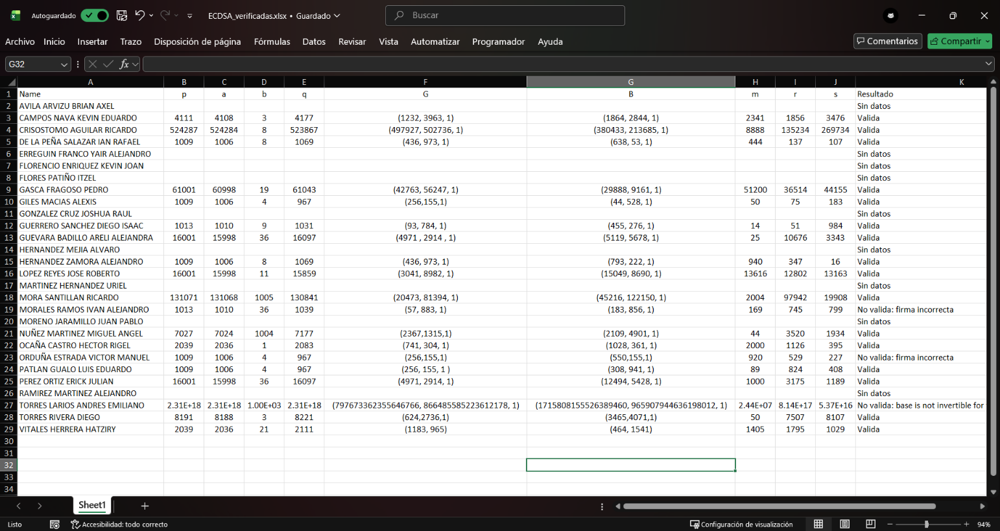 Autoguardado ECDSA_verificadas.xlsx • Guardado Buscar
Archivo Inicio Insertar Trazo Disposición de página Fórmulas Datos Revisar Vista Automatizar Programador Ayuda Comentarios Compartir
G32 fx
A B C D E F G H I J K
1 Name p a b q G B m r s Resultado
2 AVILA ARVIZU BRIAN AXEL Sin datos
3 CAMPOS NAVA KEVIN EDUARDO 4111 4108 3 4177 (1232, 3963, 1) (1864, 2844, 1) 2341 1856 3476 Valida
4 CRISOSTOMO AGUILAR RICARDO 524287 524284 8 523867 (497927, 502736, 1) (380433, 213685, 1) 8888 135234 269734 Valida
5 DE LA PEÑA SALAZAR IAN RAFAEL 1009 1006 8 1069 (436, 973, 1) (638, 53, 1) 444 137 107 Valida
6 ERREGUIN FRANCO YAIR ALEJANDRO Sin datos
7 FLORENCIO ENRIQUEZ KEVIN JOAN Sin datos
8 FLORES PATIÑO ITZEL Sin datos
9 GASCA FRAGOSO PEDRO 61001 60998 19 61043 (42763, 56247, 1) (29888, 9161, 1) 51200 36514 44155 Valida
10 GILES MACIAS ALEXIS 1009 1006 4 967 (256,155,1) (44, 528, 1) 50 75 183 Valida
11 GONZALEZ CRUZ JOSHUA RAUL Sin datos
12 GUERRERO SANCHEZ DIEGO ISAAC 1013 1010 9 1031 (93, 784, 1) (455, 276, 1) 14 51 984 Valida
13 GUEVARA BADILLO ARELI ALEJANDRA 16001 15998 36 16097 (4971 , 2914 , 1) (5119, 5678, 1) 25 10676 3343 Valida
14 HERNANDEZ MEJIA ALVARO Sin datos
15 HERNANDEZ ZAMORA ALEJANDRO 1009 1006 8 1069 (436, 973, 1) (793, 222, 1) 940 347 16 Valida
16 LOPEZ REYES JOSE ROBERTO 16001 15998 11 15859 (3041, 8982, 1) (15049, 8690, 1) 13616 12802 13163 Valida
17 MARTINEZ HERNANDEZ URIEL Sin datos
18 MORA SANTILLAN RICARDO 131071 131068 1005 130841 (20473, 81394, 1) (45216, 122150, 1) 2004 97942 19908 Valida
19 MORALES RAMOS IVAN ALEJANDRO 1013 1010 36 1039 (57, 883, 1) (183, 856, 1) 169 745 799 No valida: firma incorrecta
20 MORENO JARAMILLO JUAN PABLO Sin datos
21 NUÑEZ MARTINEZ MIGUEL ANGEL 7027 7024 1004 7177 (2367,1315,1) (2109, 4901, 1) 44 3520 1934 Valida
22 OCAÑA CASTRO HECTOR RIGEL 2039 2036 1 2083 (741, 304, 1) (1028, 361, 1) 2000 1126 395 Valida
23 ORDUÑA ESTRADA VICTOR MANUEL 1009 1006 4 967 (256,155,1) (550,155,1) 920 529 227 No valida: firma incorrecta
24 PATLAN GUALO LUIS EDUARDO 1009 1006 4 967 (256, 155, 1 ) (308, 941, 1) 89 824 408 Valida
25 PEREZ ORTIZ ERICK JULIAN 16001 15998 36 16097 (4971, 2914, 1) (12494, 5428, 1) 1000 3175 1189 Valida
26 RAMIREZ MARTINEZ ALEJANDRO Sin datos
27 TORRES LARIOS ANDRES EMILIANO 2.31E+18 2.31E+18 1.00E+03 2.31E+18 (797673362355646766, 866485585223612178, 1) (1715808155526389460, 965907944636198012, 1) 2.44E+07 8.14E+17 5.37E+16 No valida: base is not invertible for
28 TORRES RIVERA DIEGO 8191 8188 3 8221 (624,2736,1) (3465,4071,1) 50 7507 8107 Valida
29 VITALES HERRERA HATZIRY 2039 2036 21 2111 (1183, 965) (464, 1541) 1405 1795 1029 Valida
30
31
32
33
34
Sheet1
Listo Accesibilidad: todo correcto Configuración de visualización 94%